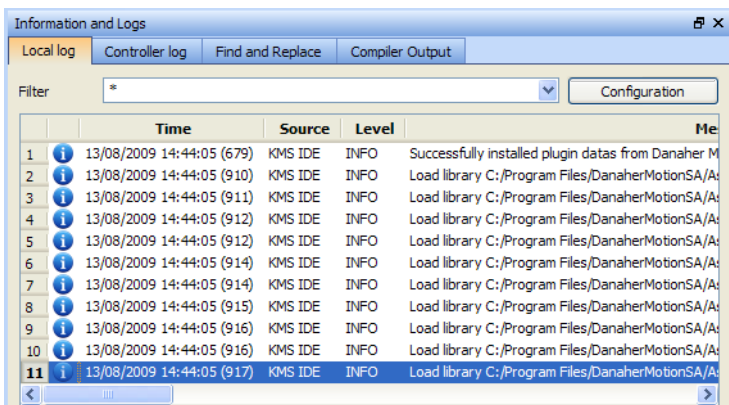 Information and Logs
Local log Controller log Find and Replace Compiler Output
Filter * Configuration
Time Source Level
1 13/08/2009 14:44:05 (679) KMS IDE INFO Successfully installed plugin datas from Danaher
2 13/08/2009 14:44:05 (910) KMS IDE INFO Load library C:/Program Files/DanaherMotionSA/
3 13/08/2009 14:44:05 (911) KMS IDE INFO Load library C:/Program Files/DanaherMotionSA/
4 13/08/2009 14:44:05 (912) KMS IDE INFO Load library C:/Program Files/DanaherMotionSA/
5 13/08/2009 14:44:05 (912) KMS IDE INFO Load library C:/Program Files/DanaherMotionSA/
6 13/08/2009 14:44:05 (914) KMS IDE INFO Load library C:/Program Files/DanaherMotionSA/
7 13/08/2009 14:44:05 (914) KMS IDE INFO Load library C:/Program Files/DanaherMotionSA/
8 13/08/2009 14:44:05 (915) KMS IDE INFO Load library C:/Program Files/DanaherMotionSA/
9 13/08/2009 14:44:05 (916) KMS IDE INFO Load library C:/Program Files/DanaherMotionSA/
10 13/08/2009 14:44:05 (916) KMS IDE INFO Load library C:/Program Files/DanaherMotionSA/
11 13/08/2009 14:44:05 (917) KMS IDE INFO Load library C:/Program Files/DanaherMotionSA/